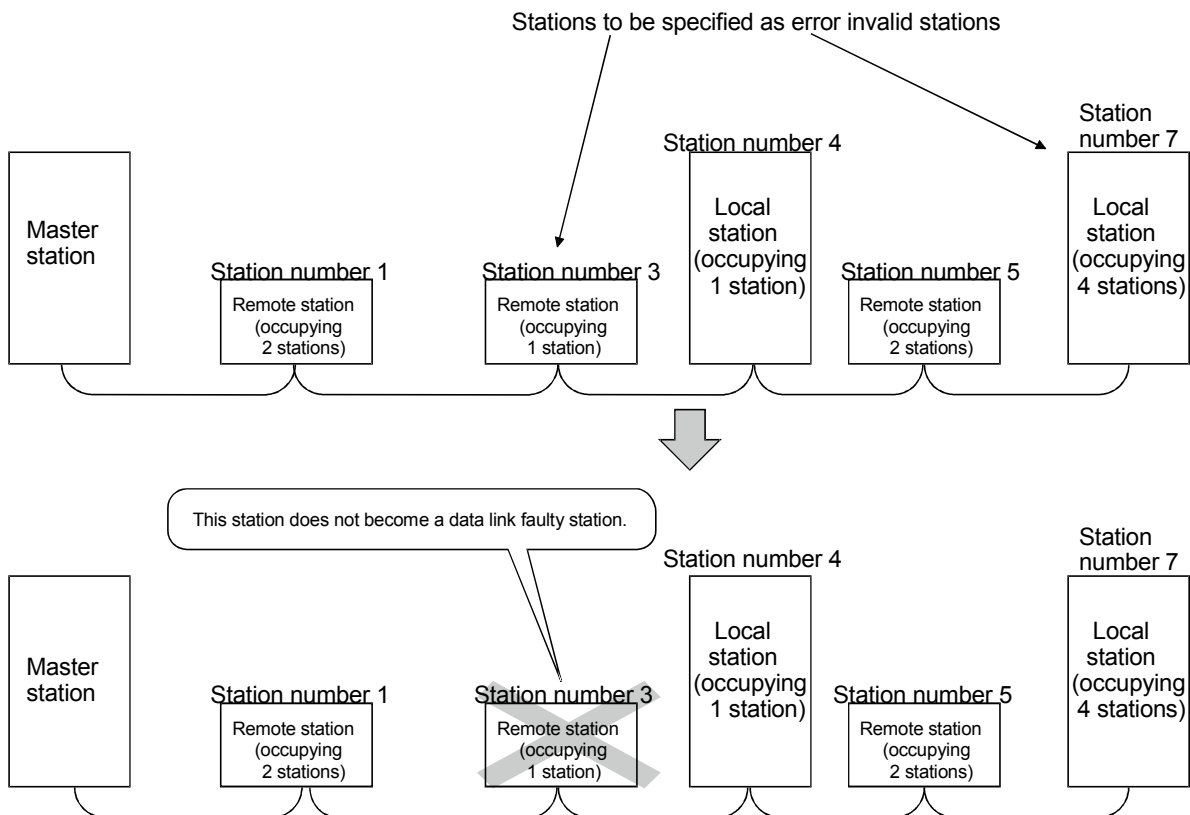 Stations to be specified as error invalid stations
Station
number 7
Station number 4
Master
station
Station number 1
Remote station
(occupying
2 stations)
Station number 3
Remote station
(occupying
1 station)
Local
station
(occupying
1 station)
Station number 5
Remote station
(occupying
2 stations)
Local
station
(occupying
4 stations)
This station does not become a data link faulty station.
Station
number 7
Station number 4
Master
station
Station number 1
Remote station
(occupying
2 stations)
Station number 3
Remote station
(occupying
1 station)
Local
station
(occupying
1 station)
Station number 5
Remote station
(occupying
2 stations)
Local
station
(occupying
4 stations)